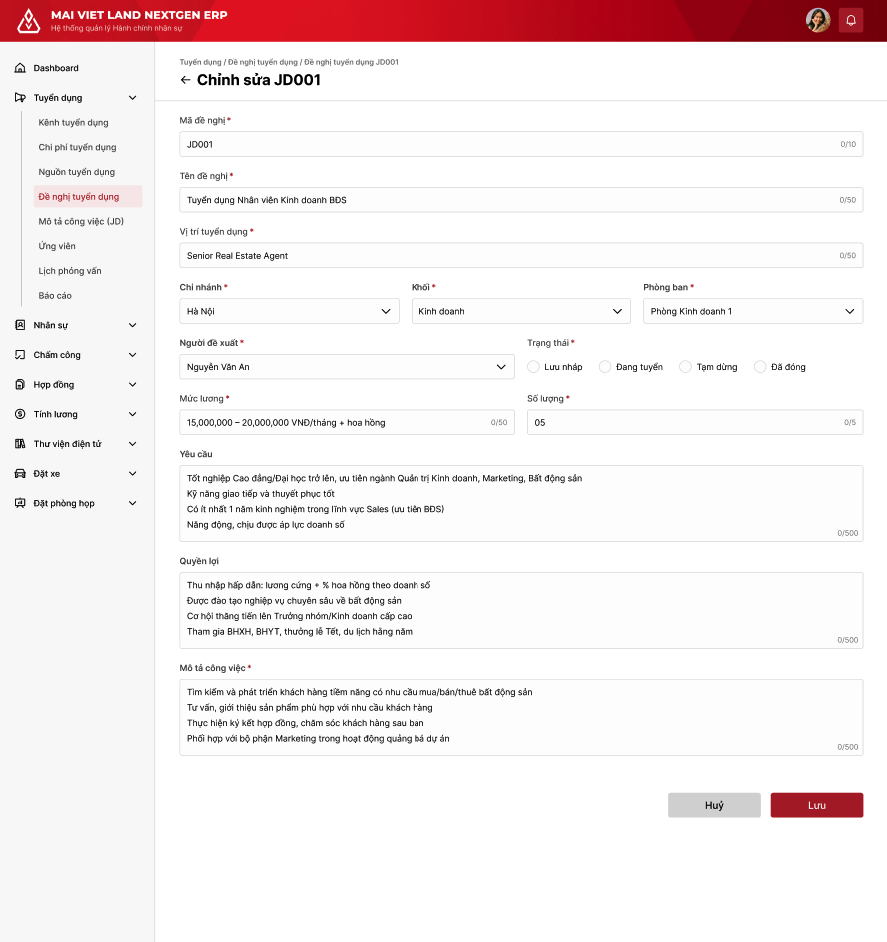 MAI VIET LAND NEXTGEN ERP
Hệ thống quản lý Hành chính nhân sự
Dashboard
Tuyển dụng
Kênh tuyển dụng
Chi phí tuyển dụng
Nguồn tuyển dụng
Đề nghị tuyển dụng
Mô tả công việc (JD)
Ứng viên
Lịch phỏng vấn
Báo cáo
Nhân sự
Chấm công
Hợp đồng
Tính lương
Thư viện điện tử
Đặt xe
Đặt phòng họp
Tuyển dụng / Đề nghị tuyển dụng / Đề nghị tuyển dụng JD001
← Chỉnh sửa JD001
Mã đề nghị *
JD001 0/10
Tên đề nghị *
Tuyển dụng Nhân viên Kinh doanh BĐS 0/50
Vị trí tuyển dụng *
Senior Real Estate Agent 0/50
Chi nhánh * Khối * Phòng ban *
Hà Nội Kinh doanh Phòng Kinh doanh 1
Người đề xuất * Trạng thái *
Nguyễn Văn An Lưu nháp Đang tuyển Tạm dừng Đã đóng
Mức lương * Số lượng *
15,000,000 – 20,000,000 VNĐ/tháng + hoa hồng 0/50 05 0/5
Yêu cầu
Tốt nghiệp Cao đẳng/Đại học trở lên, ưu tiên ngành Quản trị Kinh doanh, Marketing, Bất động sản
Kỹ năng giao tiếp và thuyết phục tốt
Có ít nhất 1 năm kinh nghiệm trong lĩnh vực Sales (ưu tiên BĐS)
Năng động, chịu được áp lực doanh số
0/500
Quyền lợi
Thu nhập hấp dẫn: lương cứng + % hoa hồng theo doanh số
Được đào tạo nghiệp vụ chuyên sâu về bất động sản
Cơ hội thăng tiến lên Trưởng nhóm/Kinh doanh cấp cao
Tham gia BHXH, BHYT, thưởng lễ Tết, du lịch hằng năm
0/500
Mô tả công việc *
Tìm kiếm và phát triển khách hàng tiềm năng có nhu cầu mua/bán/thuê bất động sản
Tư vấn, giới thiệu sản phẩm phù hợp với nhu cầu khách hàng
Thực hiện ký kết hợp đồng, chăm sóc khách hàng sau bán
Phối hợp với bộ phận Marketing trong hoạt động quảng bá dự án
0/500
Huỷ Lưu